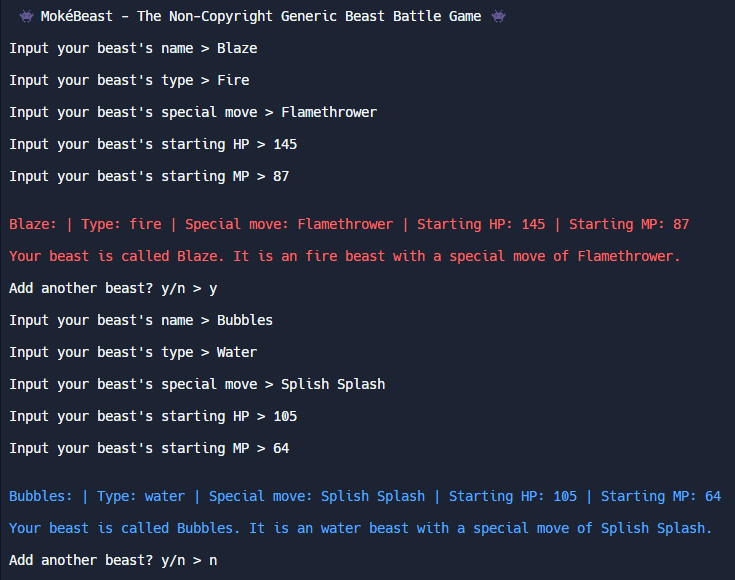 👾 MokéBeast - The Non-Copyright Generic Beast Battle Game 👾
Input your beast's name > Blaze
Input your beast's type > Fire
Input your beast's special move > Flamethrower
Input your beast's starting HP > 145
Input your beast's starting MP > 87
Blaze: | Type: fire | Special move: Flamethrower | Starting HP: 145 | Starting MP: 87
Your beast is called Blaze. It is an fire beast with a special move of Flamethrower.
Add another beast? y/n > y
Input your beast's name > Bubbles
Input your beast's type > Water
Input your beast's special move > Splish Splash
Input your beast's starting HP > 105
Input your beast's starting MP > 64
Bubbles: | Type: water | Special move: Splish Splash | Starting HP: 105 | Starting MP: 64
Your beast is called Bubbles. It is an water beast with a special move of Splish Splash.
Add another beast? y/n > n